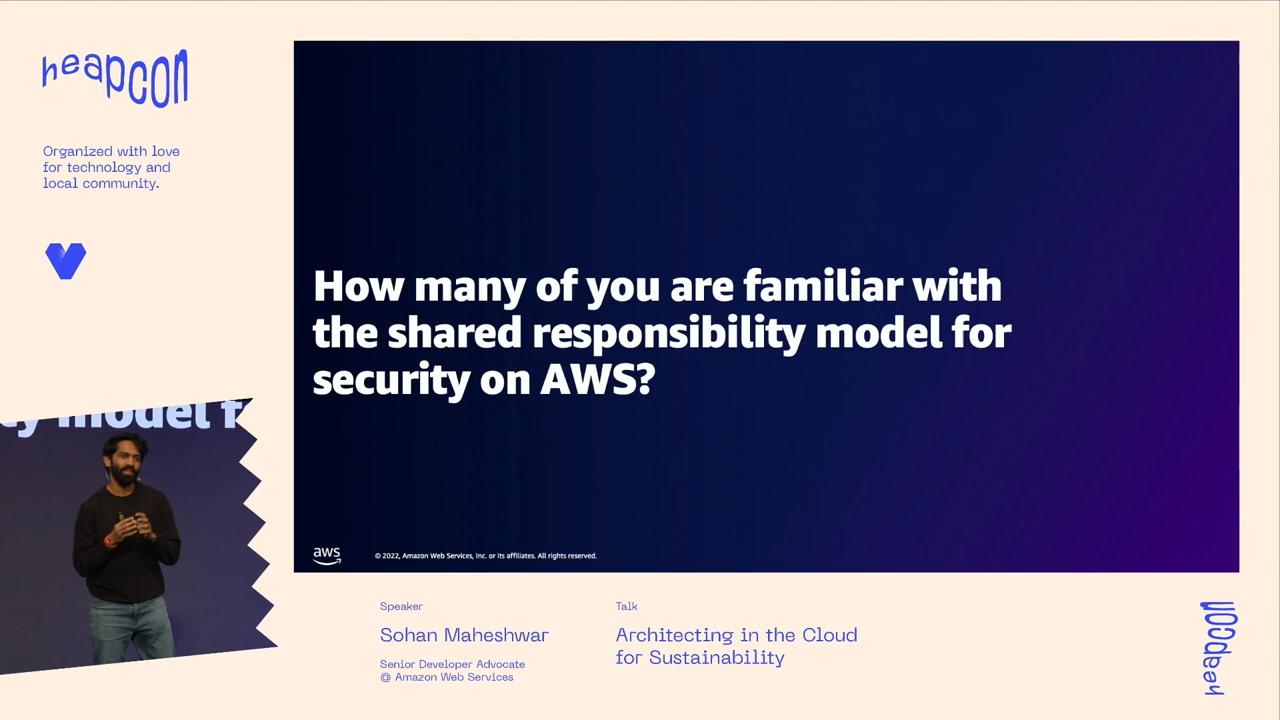 heapcon
Organized with love
for technology and
local community.
How many of you are familiar with
the shared responsibility model for
security on AWS?
aws
© 2022, Amazon Web Services, Inc. or its affiliates. All rights reserved.
ty model f
Speaker
Sohan Maheshwar
Senior Developer Advocate
@ Amazon Web Services
Talk
Architecting in the Cloud
for Sustainability
heapcon